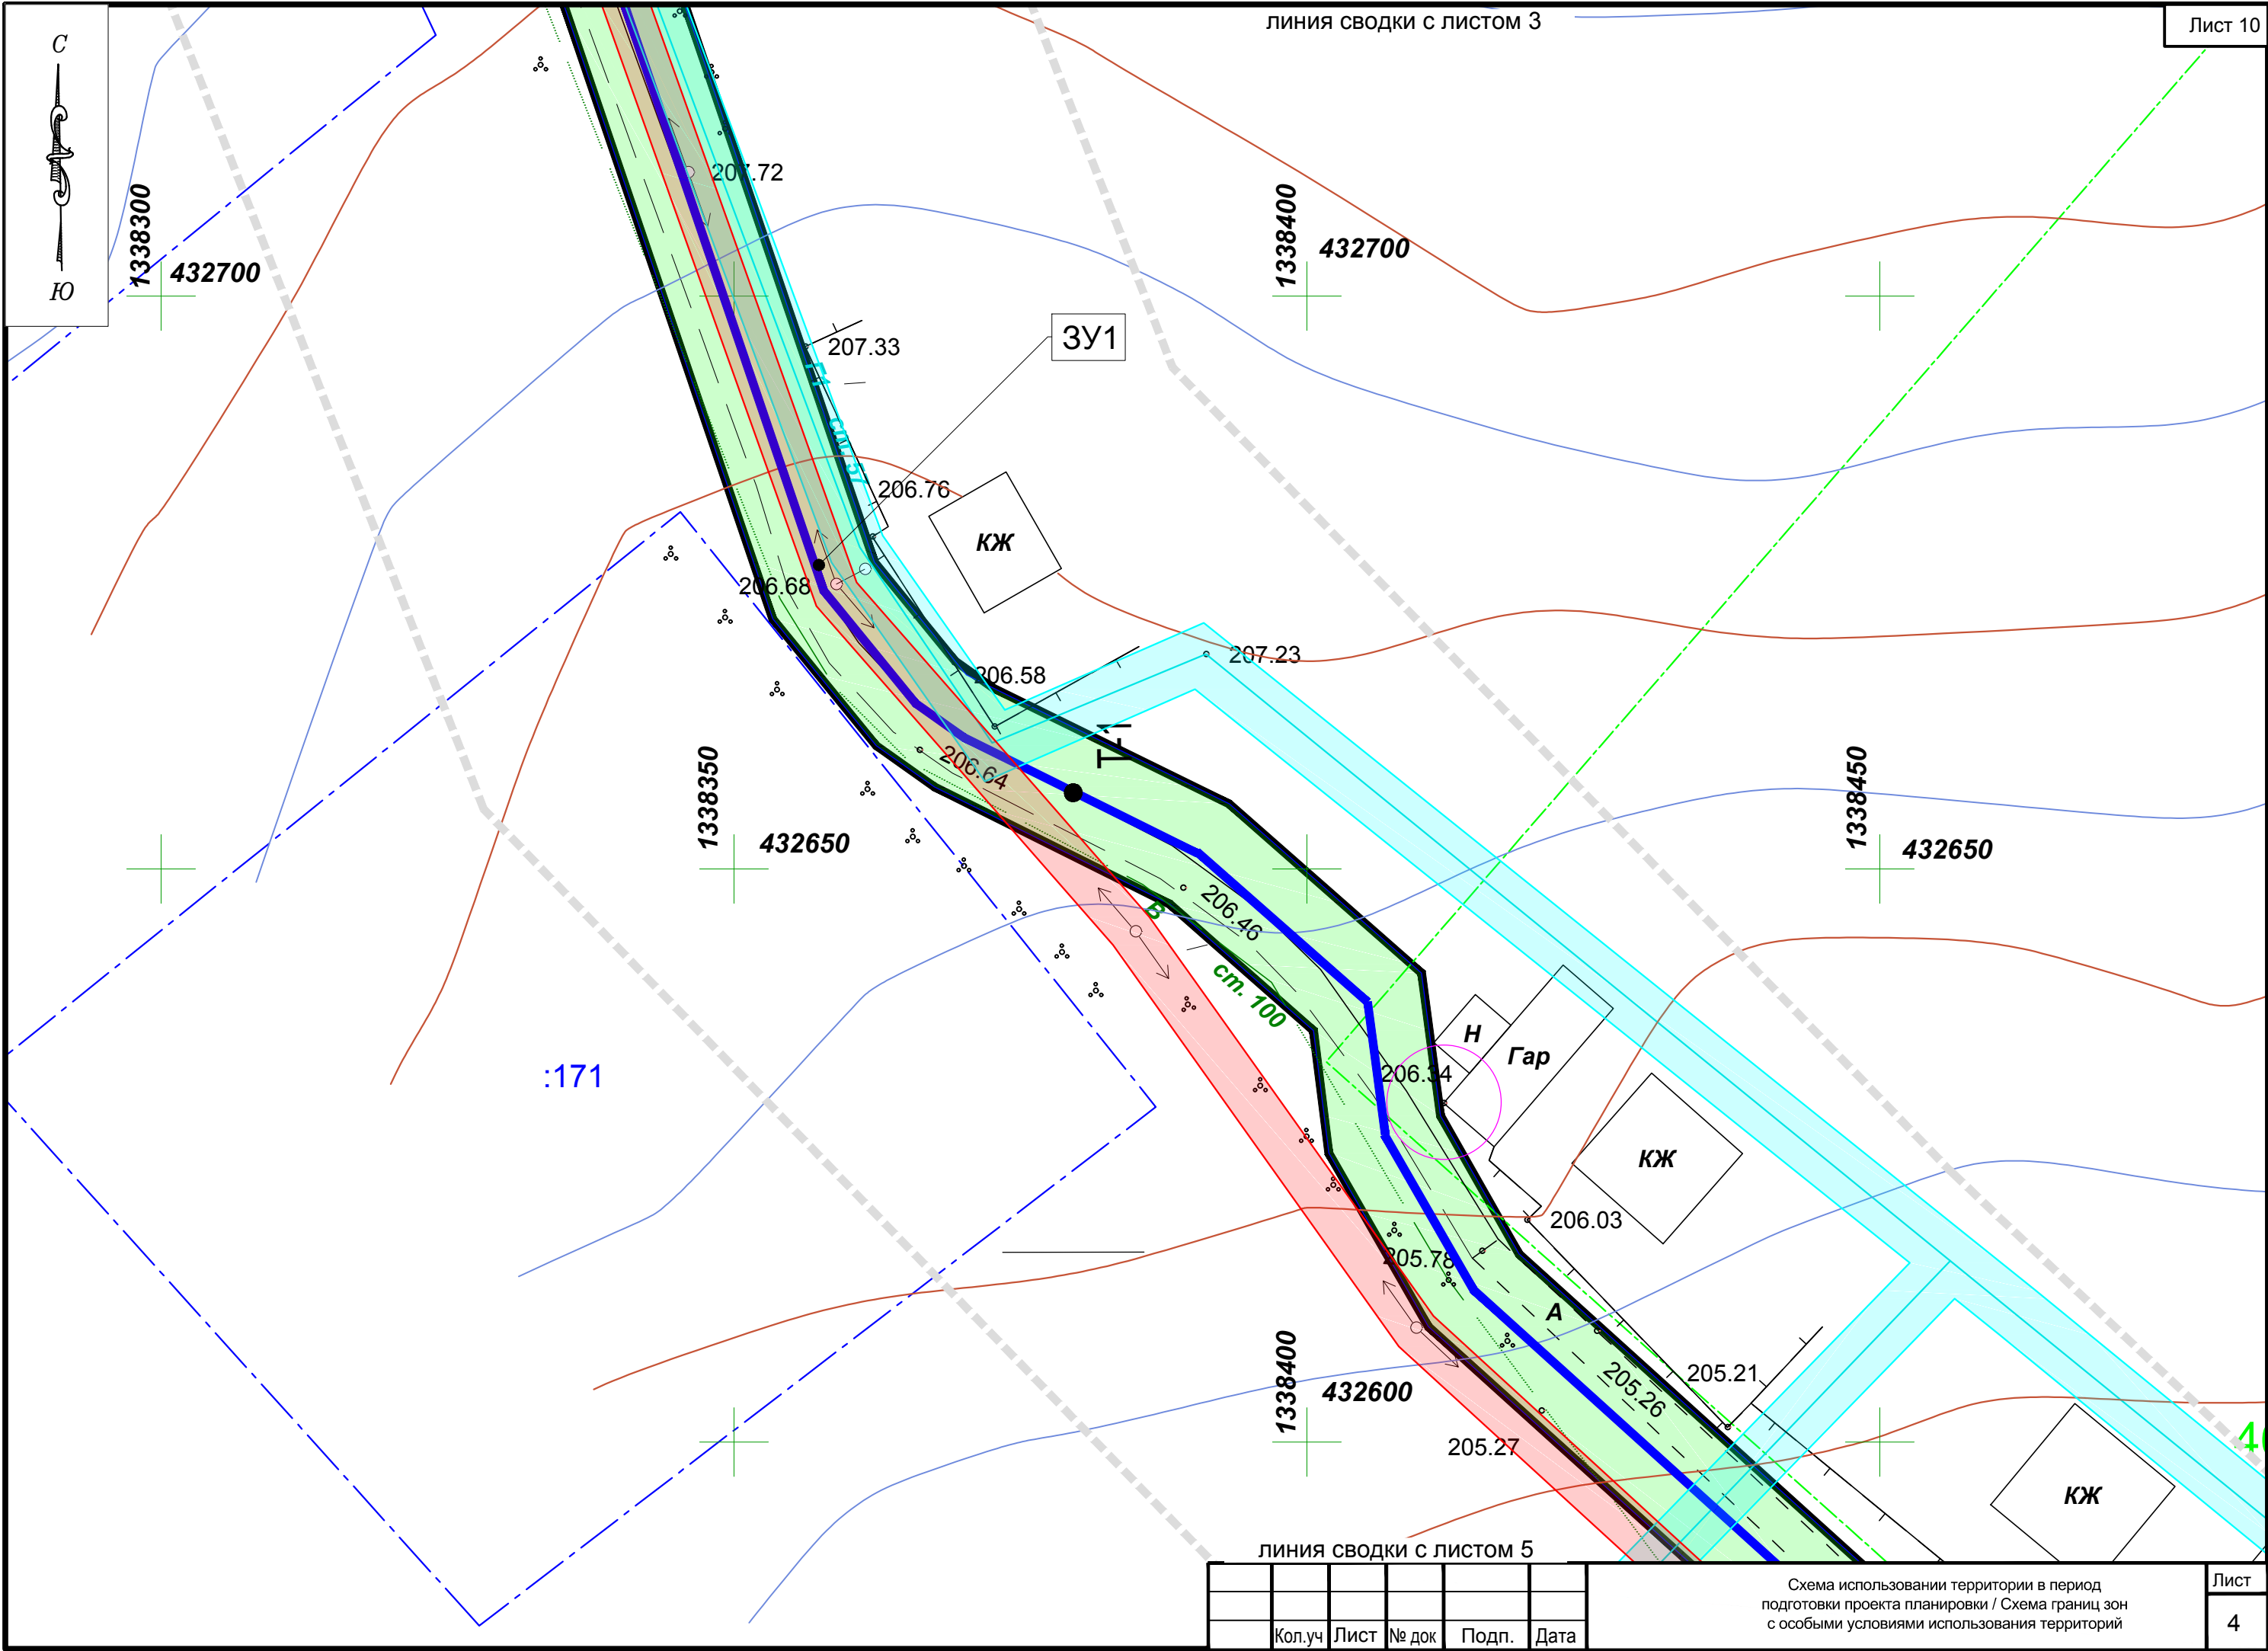 линия сводки с листом 3
Лист 10
С
Ю
1338300
432700
1338400
432700
207.72
207.33
ЗУ1
Г1 ст. 57
206.76
КЖ
206.68
206.58
207.23
Т-1
206.64
1338350
432650
1338450
432650
206.46
В
ст. 100
Н
Гар
206.34
:171
КЖ
206.03
205.78
А
205.21
205.26
1338400
432600
205.27
КЖ
линия сводки с листом 5
Кол.уч Лист № док Подп. Дата
Схема использовании территории в период
подготовки проекта планировки / Схема границ зон
с особыми условиями использования территорий
Лист
4